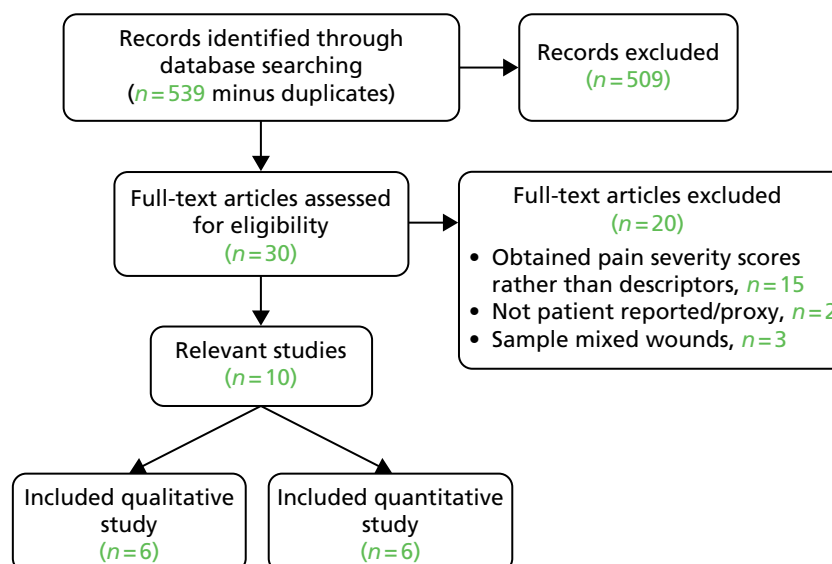 Records identified through
database searching
(n=539 minus duplicates)
Records excluded
(n=509)
Full-text articles assessed
for eligibility
(n=30)
Full-text articles excluded
(n=20)
• Obtained pain severity scores
rather than descriptors, n=15
• Not patient reported/proxy, n=2
• Sample mixed wounds, n=3
Relevant studies
(n=10)
Included qualitative
study
(n=6)
Included quantitative
study
(n=6)